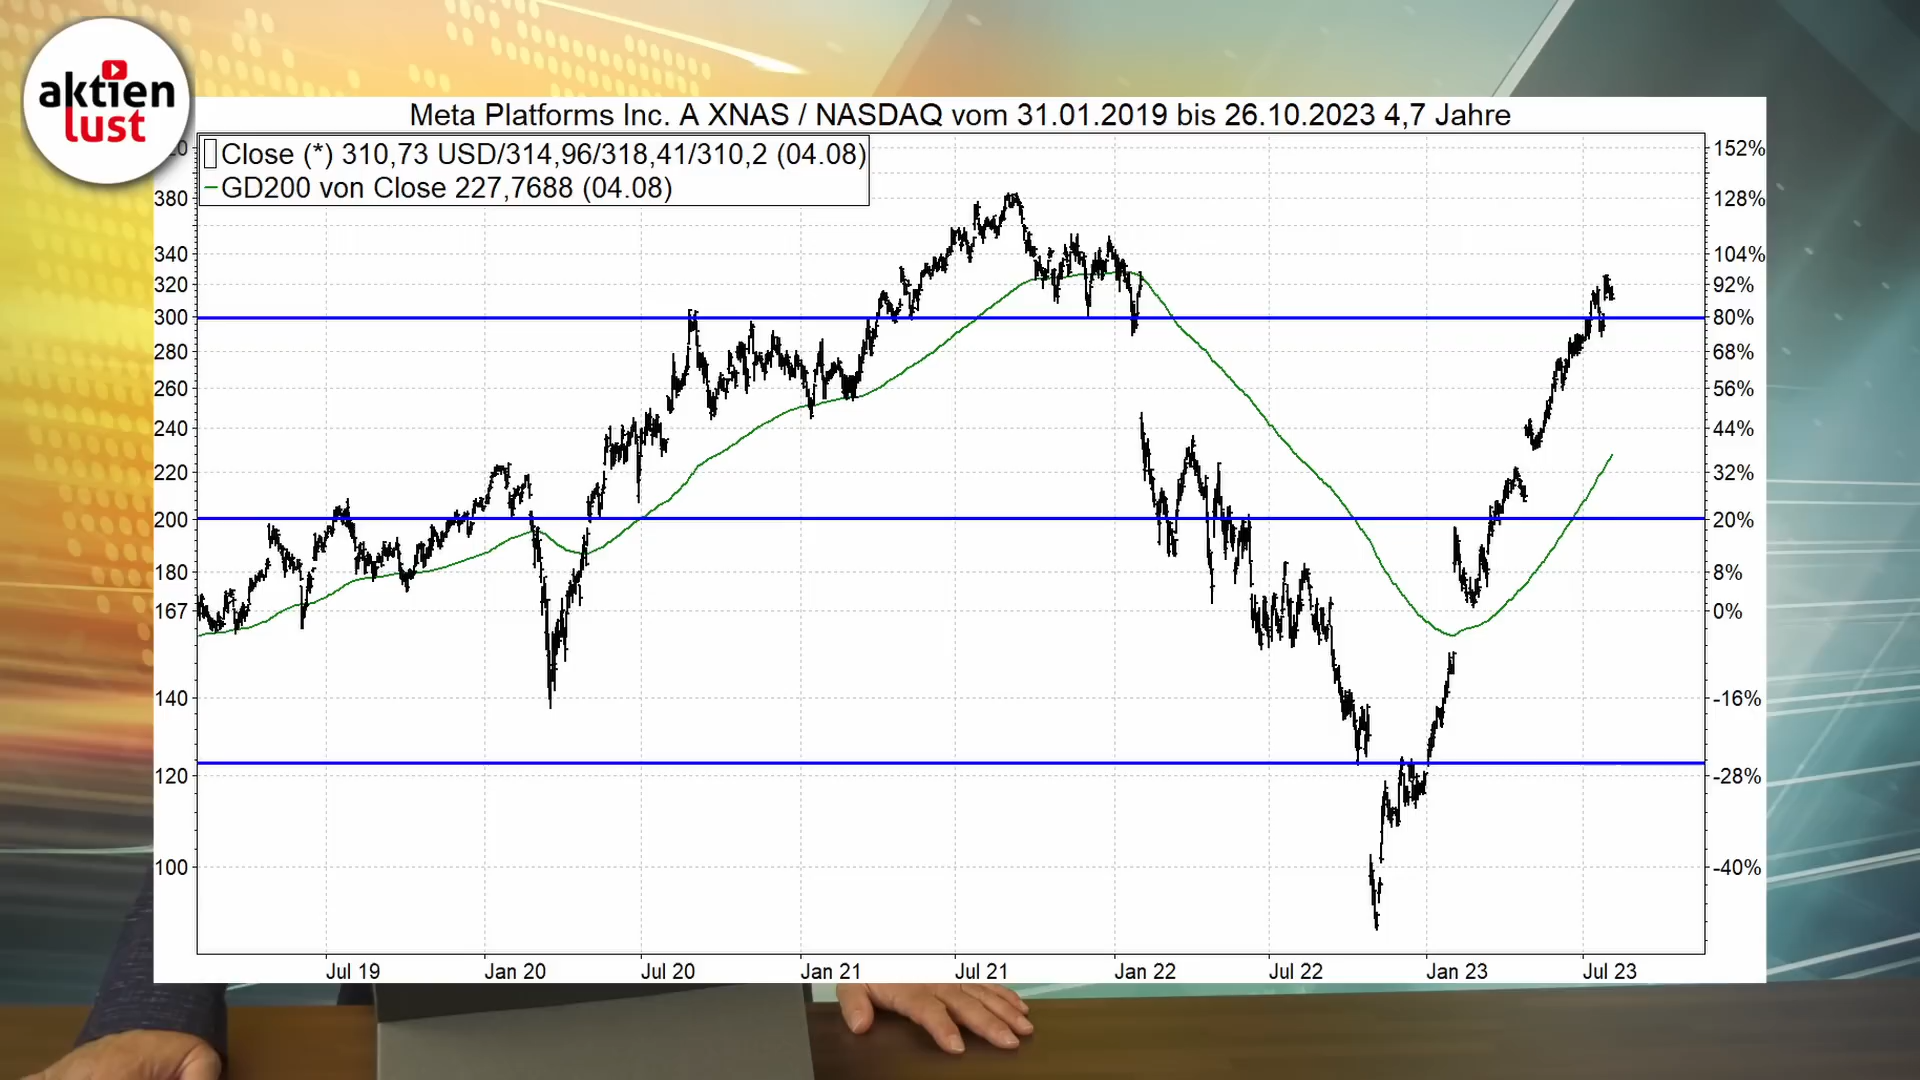 aktien
lust
Meta Platforms Inc. A XNAS / NASDAQ vom 31.01.2019 bis 26.10.2023 4,7 Jahre
Close (*) 310,73 USD/314,96/318,41/310,2 (04.08)
GD200 von Close 227,7688 (04.08)
380
340
320
300
280
260
240
220
200
180
167
140
120
100
152%
128%
104%
92%
80%
68%
56%
44%
32%
20%
8%
0%
-16%
-28%
-40%
Jul 19
Jan 20
Jul 20
Jan 21
Jul 21
Jan 22
Jul 22
Jan 23
Jul 23